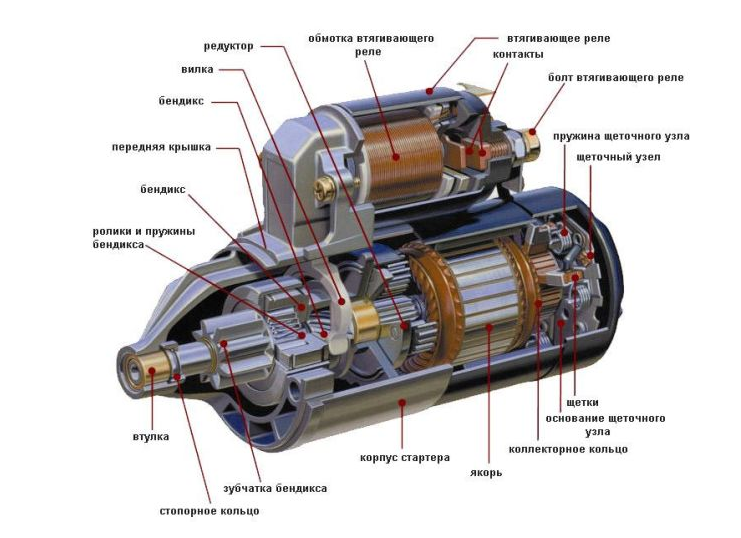 редуктор
обмотка втягивающего
реле
втягивающее реле
контакты
вилка
болт втягивающего реле
бендикс
пружина щеточного узла
передняя крышка
щеточный узел
бендикс
ролики и пружины
бендикса
щетки
основание щеточного
узла
втулка
коллекторное кольцо
корпус стартера
якорь
зубчатка бендикса
стопорное кольцо